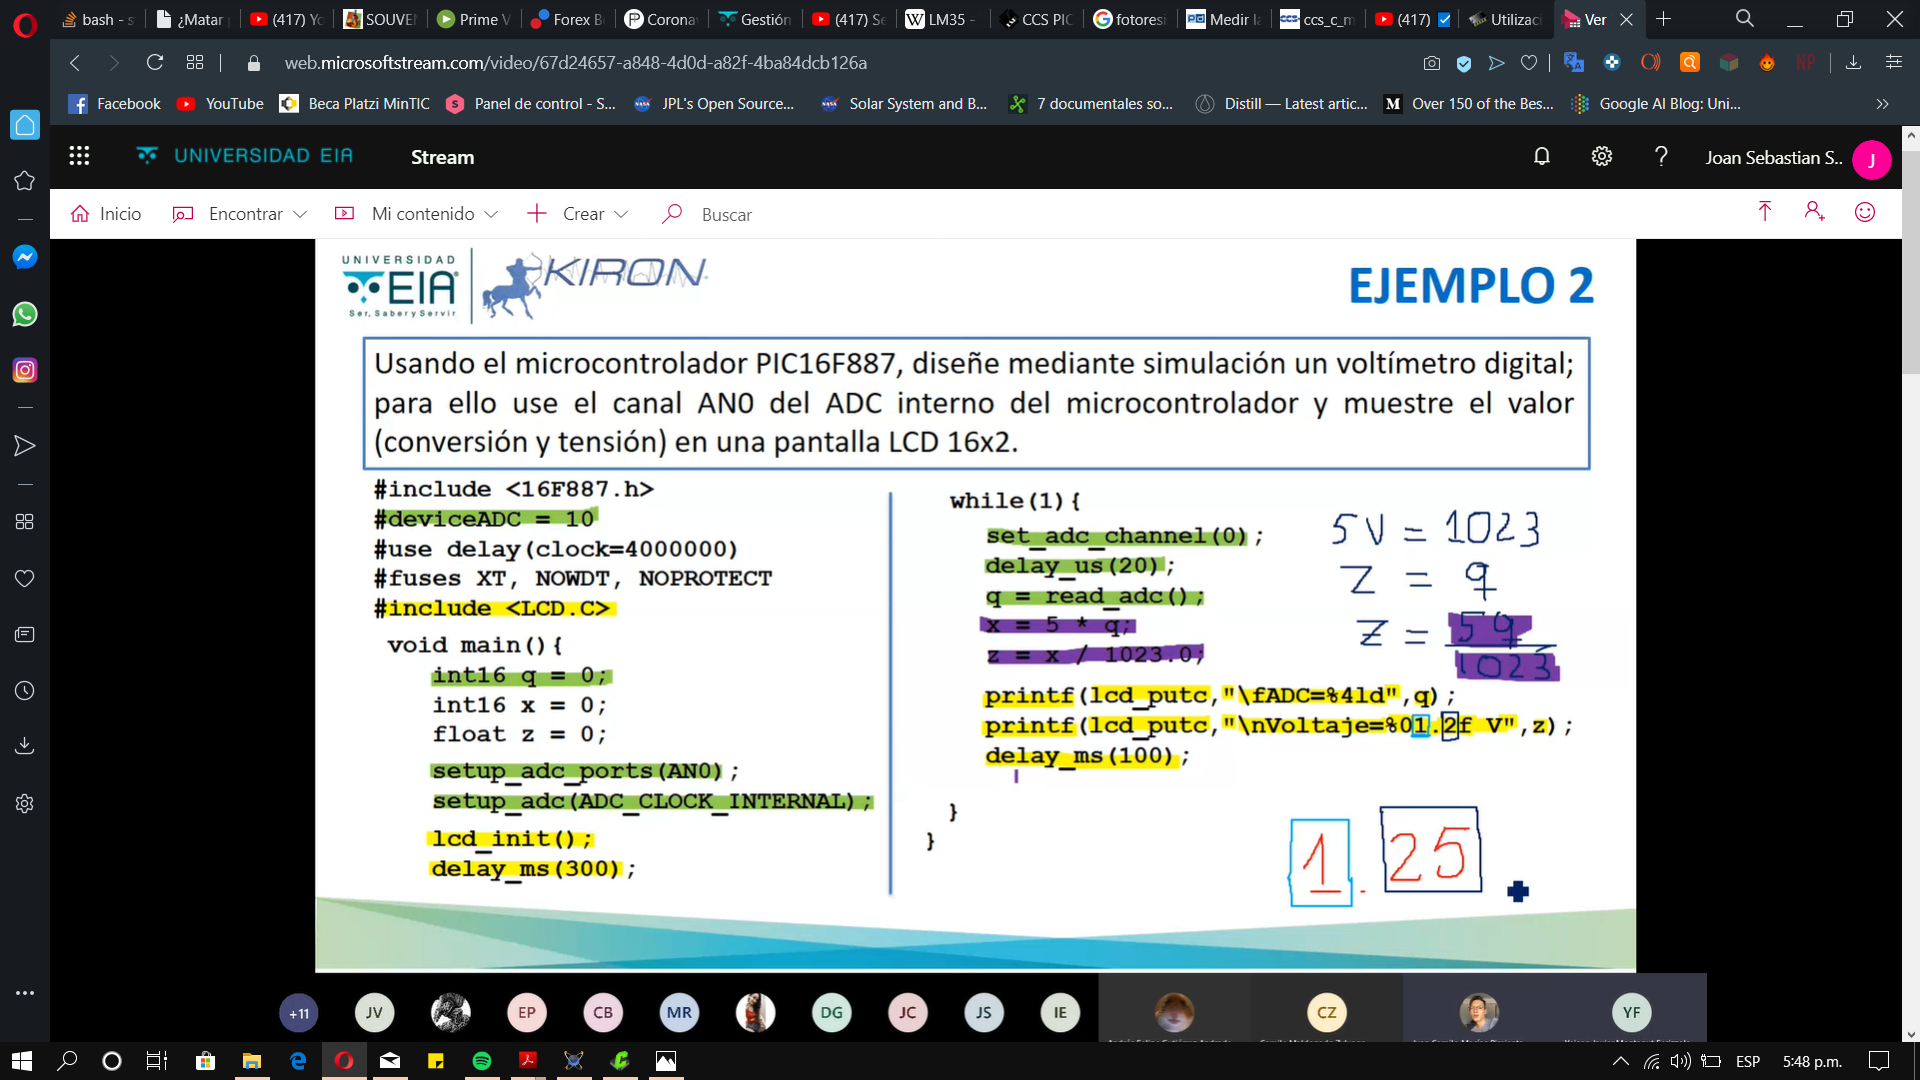 bash - s
¿Matar
(417) Yo
SOUVEN
Prime V
Forex B
Corona
Gestión
(417) Se
LM35 -
CCS PIC
fotoresi
Medir la
ccs_c_m
(417)
Utilizaci
Ver
web.microsoftstream.com/video/67d24657-a848-4d0d-a82f-4ba84dcb126a
Facebook
YouTube
Beca Platzi MinTIC
Panel de control - S...
JPL's Open Source...
Solar System and B...
7 documentales so...
Distill — Latest artic...
Over 150 of the Bes...
Google AI Blog: Uni...
UNIVERSIDAD EIA
Stream
Joan Sebastian S..
J
Inicio
Encontrar
Mi contenido
Crear
Buscar
UNIVERSIDAD
EIA
Ser, Saber y Servir
KIRON
EJEMPLO 2
Usando el microcontrolador PIC16F887, diseñe mediante simulación un voltímetro digital;
para ello use el canal AN0 del ADC interno del microcontrolador y muestre el valor
(conversión y tensión) en una pantalla LCD 16x2.
#include <16F887.h>
#deviceADC = 10
#use delay(clock=4000000)
#fuses XT, NOWDT, NOPROTECT
#include <LCD.C>
void main(){
int16 q = 0;
int16 x = 0;
float z = 0;
setup_adc_ports(AN0);
setup_adc(ADC_CLOCK_INTERNAL);
lcd_init();
delay_ms(300);
while(1){
set_adc_channel(0);
delay_us(20);
q = read_adc();
x = 5 * q;
z = x / 1023.0;
printf(lcd_putc,"\fADC=%4ld",q);
printf(lcd_putc,"\nVoltaje=%01.2f V",z);
delay_ms(100);
}
}
5V = 1023
Z = q
Z = 5q
1023
1.25
+11
JV
EP
CB
MR
DG
JC
JS
IE
CZ
YF
ESP
5:48 p.m.